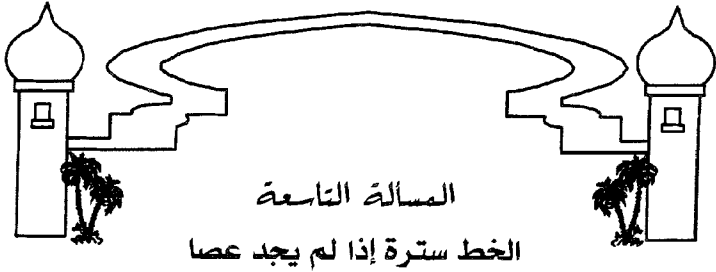 المسألة التاسعة
الخط سترة إذا لم يجد عصا